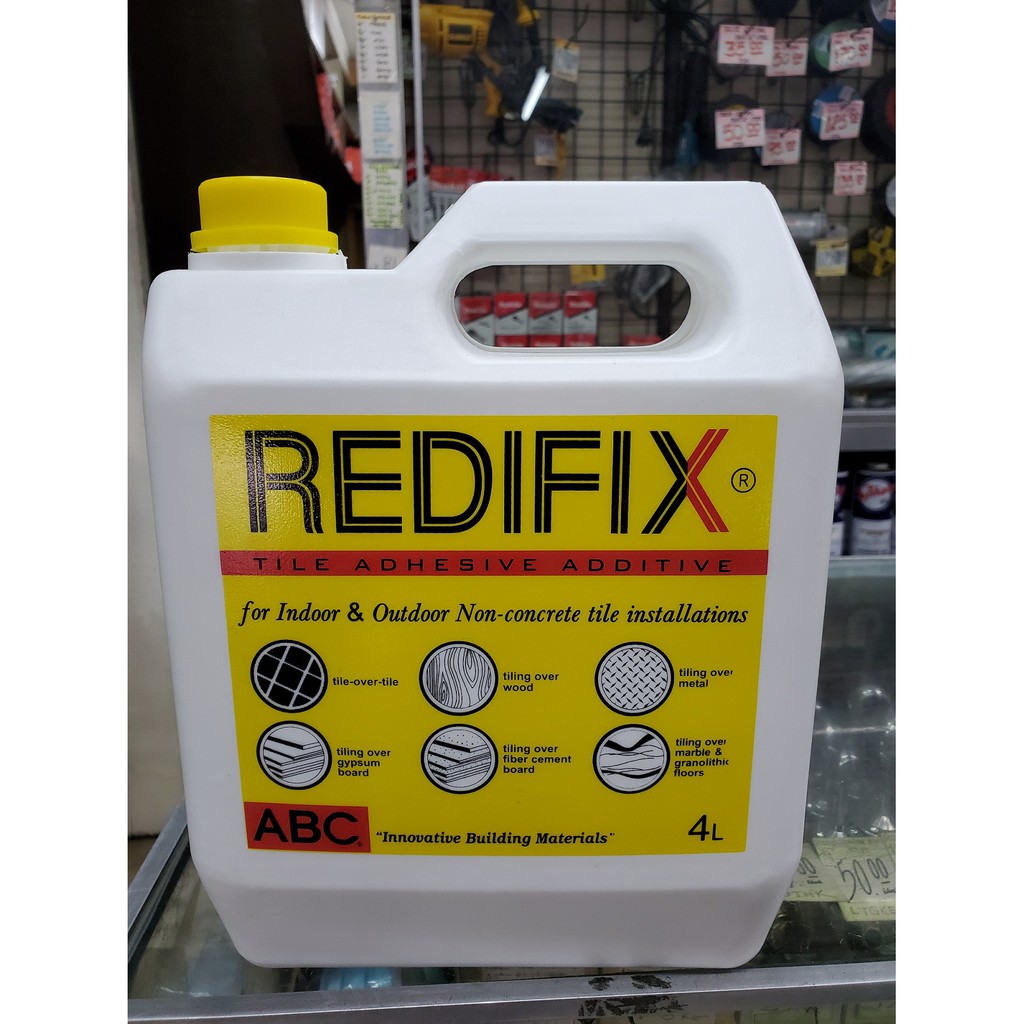 REDIFIX®
TILE ADHESIVE ADDITIVE
for Indoor & Outdoor Non-concrete tile installations
tile-over-tile
tiling over
wood
tiling over
metal
tiling over
gypsum
board
tiling over
fiber cement
board
tiling over
marble &
granolithic
floors
ABC®
"Innovative Building Materials"
4L
50.00